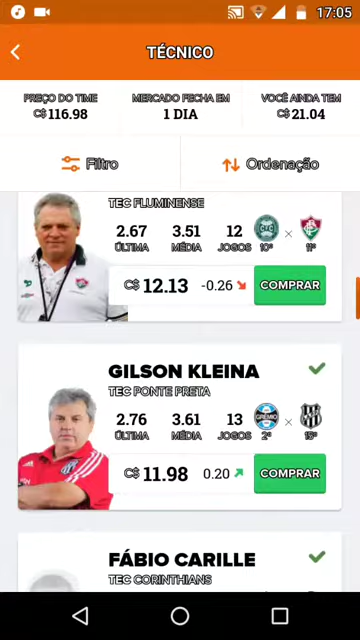 17:05
TÉCNICO
PREÇO DO TIME
C$ 116.98
MERCADO FECHA EM
1 DIA
VOCÊ AINDA TEM
C$ 21.04
Filtro
Ordenação
TEC FLUMINENSE
2.67 3.51 12
ÚLTIMA MÉDIA JOGOS 10º × 11º
C$ 12.13 -0.26 COMPRAR
GILSON KLEINA
TEC PONTE PRETA
2.76 3.61 13
ÚLTIMA MÉDIA JOGOS 2º × 15º
C$ 11.98 0.20 COMPRAR
FÁBIO CARILLE
TEC CORINTHIANS